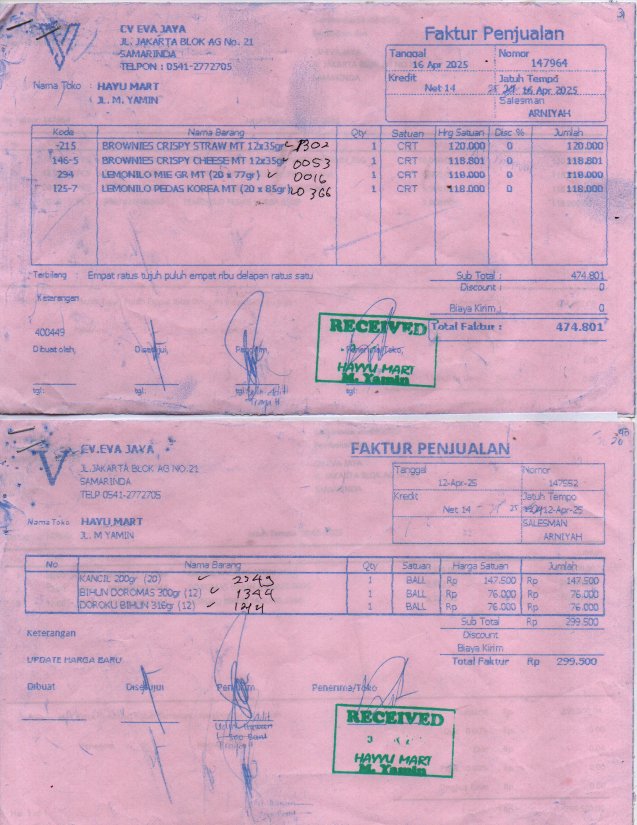 CV EVA JAYA
JL. JAKARTA BLOK AG No. 21
SAMARINDA
TELPON : 0541-2772705
Faktur Penjualan
Tanggal Nomor
16 Apr 2025 147964
Kredit Jatuh Tempo
Net 14 16 Apr 2025
Salesman
ARNIYAH
Nama Toko : HAYU MART
JL. M. YAMIN
Kode Nama Barang Qty Satuan Hrg Satuan Disc % Jumlah
-215 BROWNIES CRISPY STRAW MT 12x35gr 1302 1 CRT 120.000 0 120.000
146-5 BROWNIES CRISPY CHEESE MT 12x35gr 0053 1 CRT 118.801 0 118.801
294 LEMONILO MIE GR MT (20 x 77gr) 0016 1 CRT 118.000 0 118.000
125-7 LEMONILO PEDAS KOREA MT (20 x 85gr) 0366 1 CRT 118.000 0 118.000
Terbilang : Empat ratus tujuh puluh empat ribu delapan ratus satu
Sub Total : 474.801
Discount : 0
Keterangan
Biaya Kirim : 0
Total Faktur : 474.801
400449
Dibuat oleh, Disetujui, Pengirim, Penerima/Toko,
RECEIVED
HAYYU MART
M. Yamin
tgl: tgl: tgl: tgl:
CV.EVA JAYA
JL.JAKARTA BLOK AG NO.21
SAMARINDA
TELP 0541-2772705
FAKTUR PENJUALAN
Tanggal Nomor
12-Apr-25 147552
Kredit Jatuh Tempo
Net 14 12-Apr-25
SALESMAN
ARNIYAH
Nama Toko HAYU MART
JL. M YAMIN
No Nama Barang Qty Satuan Harga Satuan Jumlah
KANCIL 200gr (20) 2543 1 BALL Rp 147.500 Rp 147.500
BIHUN DOROMAS 300gr (12) 1344 1 BALL Rp 76.000 Rp 76.000
DOROKU BIHUN 316gr (12) 1 BALL Rp 76.000 Rp 76.000
Sub Total Rp 299.500
Keterangan
Discount
Biaya Kirim
UPDATE HARGA BARU
Total Faktur Rp 299.500
Dibuat Disetujui Pengirim Penerima/Toko
RECEIVED
HAYYU MART
M. Yamin